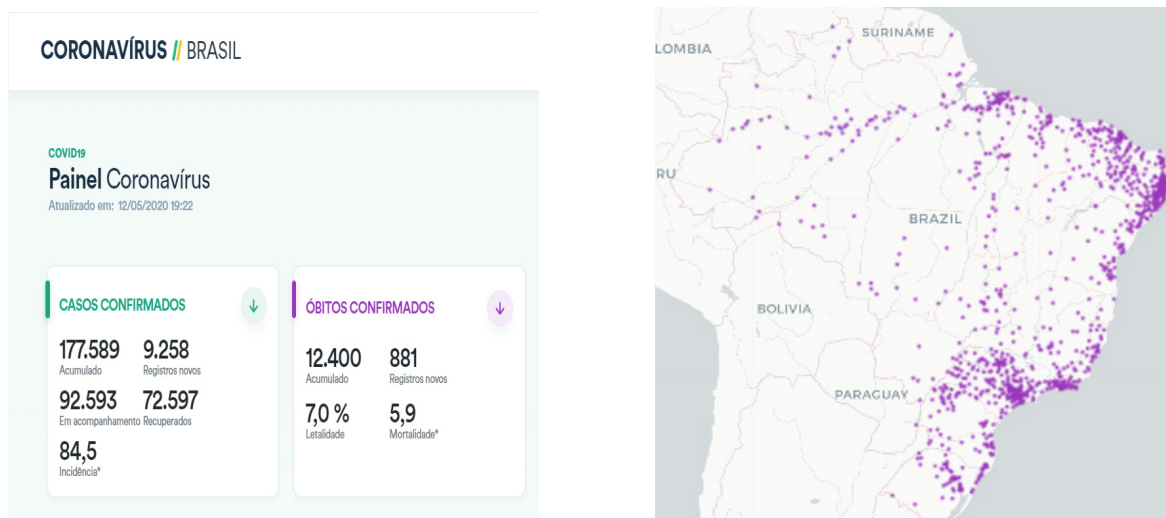 CORONAVÍRUS // BRASIL
COVID19
Painel Coronavírus
Atualizado em: 12/05/2020 19:22
CASOS CONFIRMADOS
177.589 9.258
Acumulado Registros novos
92.593 72.597
Em acompanhamento Recuperados
84,5
Incidência*
ÓBITOS CONFIRMADOS
12.400 881
Acumulado Registros novos
7,0 % 5,9
Letalidade Mortalidade*
SURINAME
LOMBIA
RU
BRAZIL
BOLIVIA
PARAGUAY